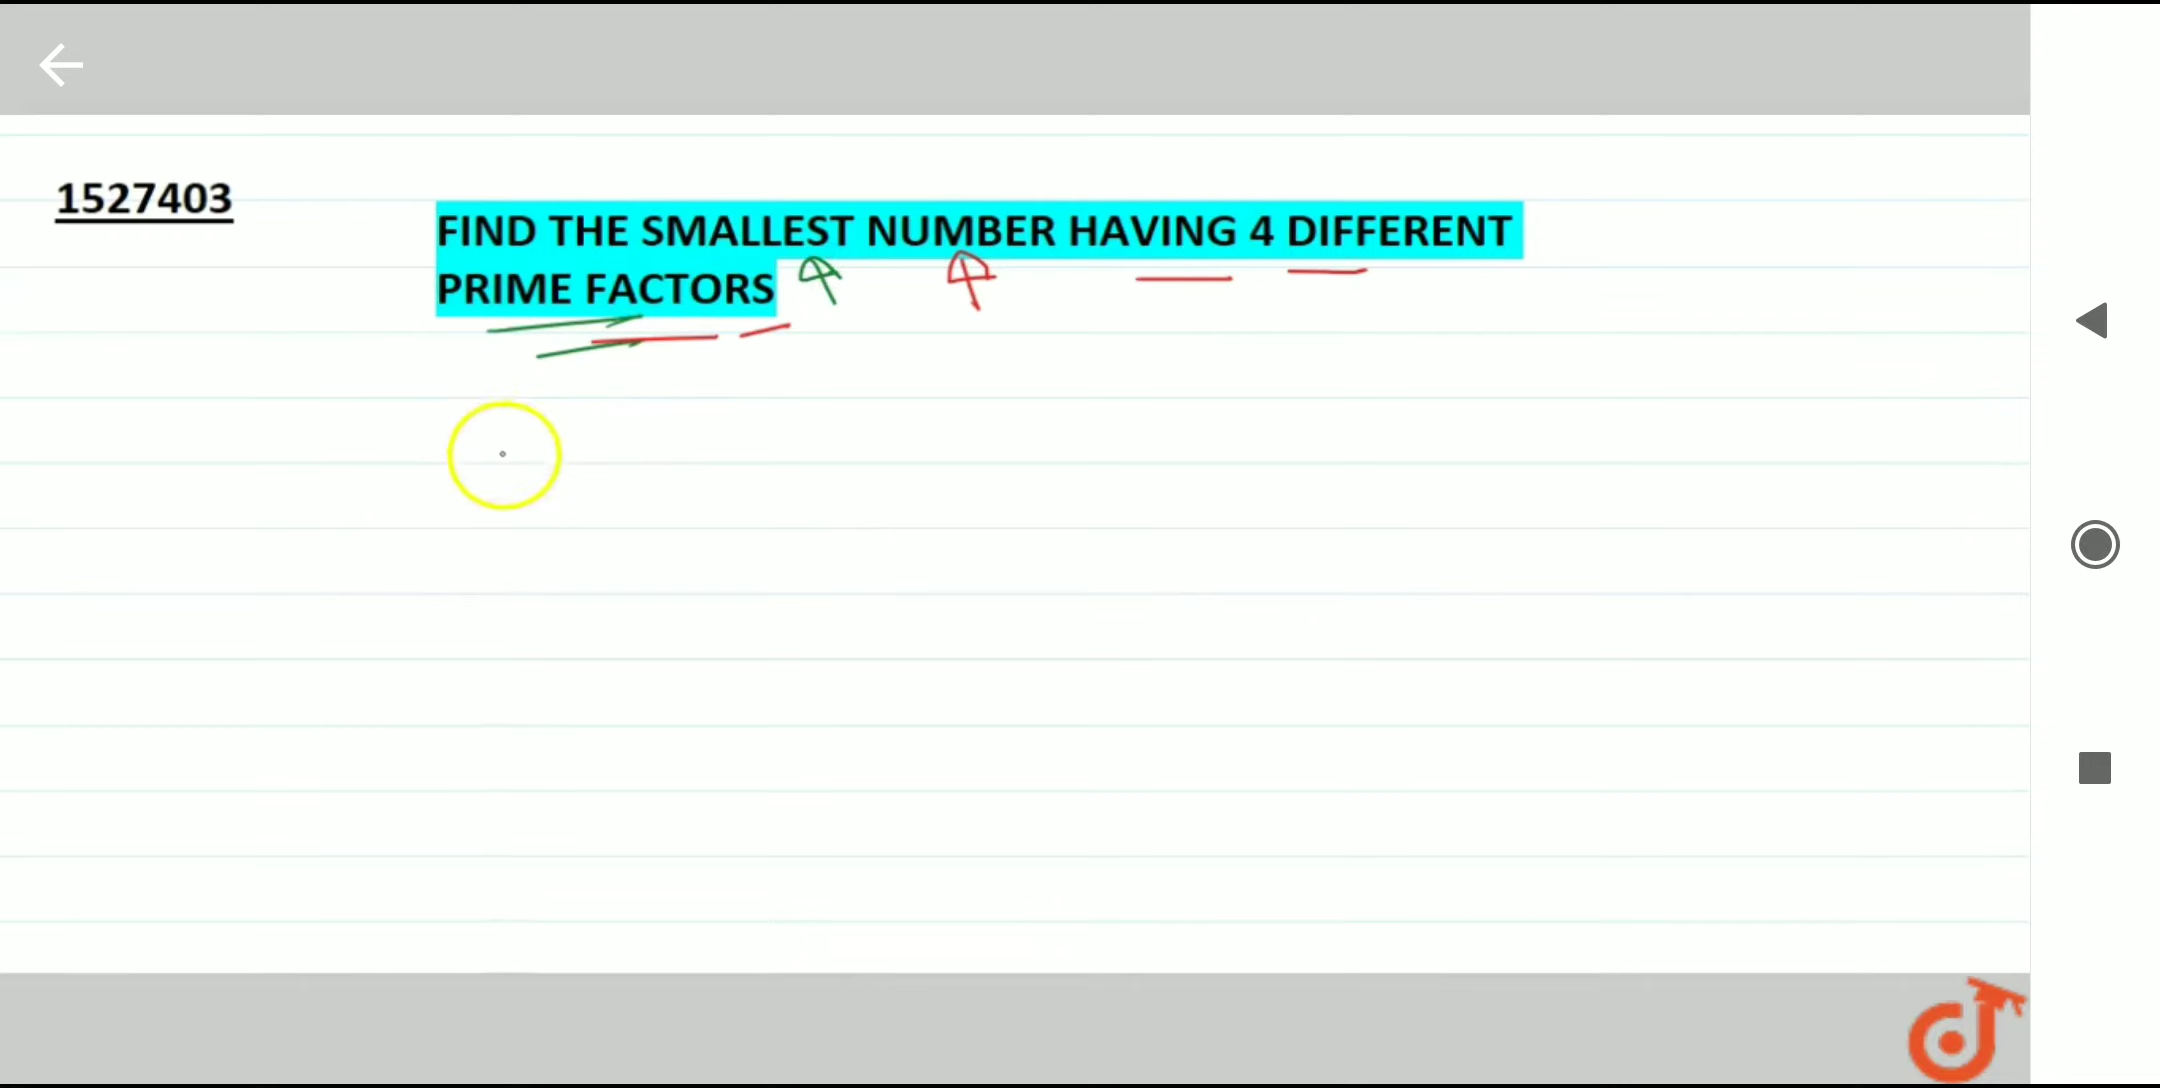 1527403
FIND THE SMALLEST NUMBER HAVING 4 DIFFERENT
PRIME FACTORS